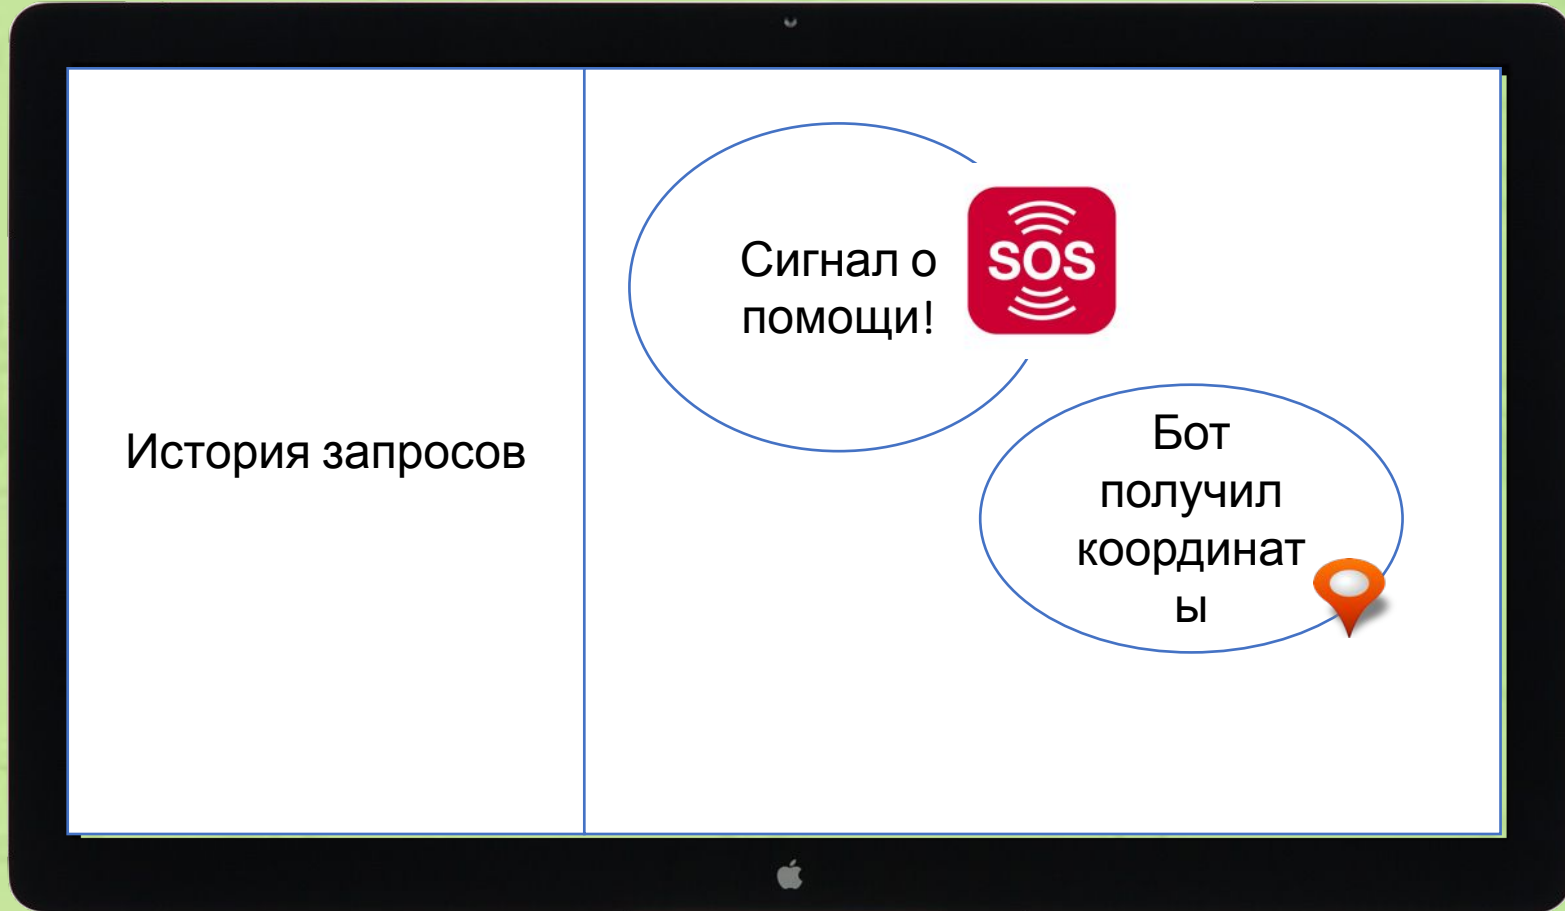 История запросов
Сигнал о
помощи!
SOS
Бот
получил
координат
ы